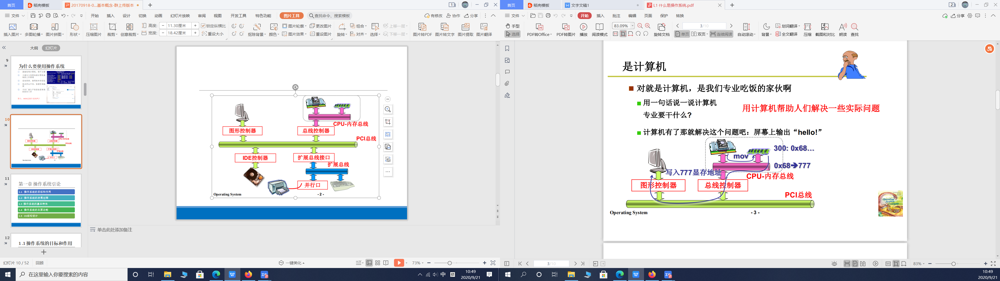 首页
稻壳模板
20170918-0...基本概念-群上传版本
文件
开始
插入
设计
切换
动画
幻灯片放映
审阅
视图
开发工具
特色功能
图片工具
查找命令、搜索模板
有修改
协作
分享
插入图片
多图轮播
图片拼图
形状
压缩图片
裁剪
创意裁剪
高度:
11.30厘米
宽度:
18.42厘米
锁定纵横比
重设大小
抠除背景
颜色
图片轮廓
图片效果
更改图片
重设图片
旋转
组合
对齐
选择
上移一层
下移一层
图片转PDF
图片转文字
图片提取
图片翻译
大纲
幻灯片
9
为什么要使用操作系统
10
11
第一章 操作系统引论
1.1 操作系统的目标和作用
1.2 操作系统的发展过程
1.3 操作系统的基本特性
1.4 操作系统的主要功能
1.5 OS结构设计
12
1.1操作系统的目标和作用
CPU-内存总线
图形控制器
总线控制器
PCI总线
IDE控制器
扩展总线接口
扩展总线
并行口
Operating System
- 2 -
单击此处添加备注
幻灯片 10 / 52
回顾
一键美化
73%
在这里输入你要搜索的内容
中
10:49
2020/9/21
首页
稻壳模板
文字文稿1
L1 什么是操作系统.pdf
2
文件
开始
插入
批注
编辑
页面
保护
转换
分享
手型
选择
PDF转Office
PDF转图片
播放
阅读模式
83.09%
旋转文档
3/10
单页
双页
连续阅读
自动滚动
背景
划词翻译
全文翻译
压缩
截图和对比
朗读
查找
是计算机
对就是计算机，是我们专业吃饭的家伙啊
用一句话说一说计算机
专业要干什么?
用计算机帮助人们解决一些实际问题
计算机有了那就解决这个问题吧：屏幕上输出“hello!”
300: 0x68...
mov
0x68➔777
写入777显存地址
CPU-内存总线
图形控制器
总线控制器
PCI总线
Operating System
- 3 -
Operating System Concepts
3/10
83%
10:49
2020/9/21